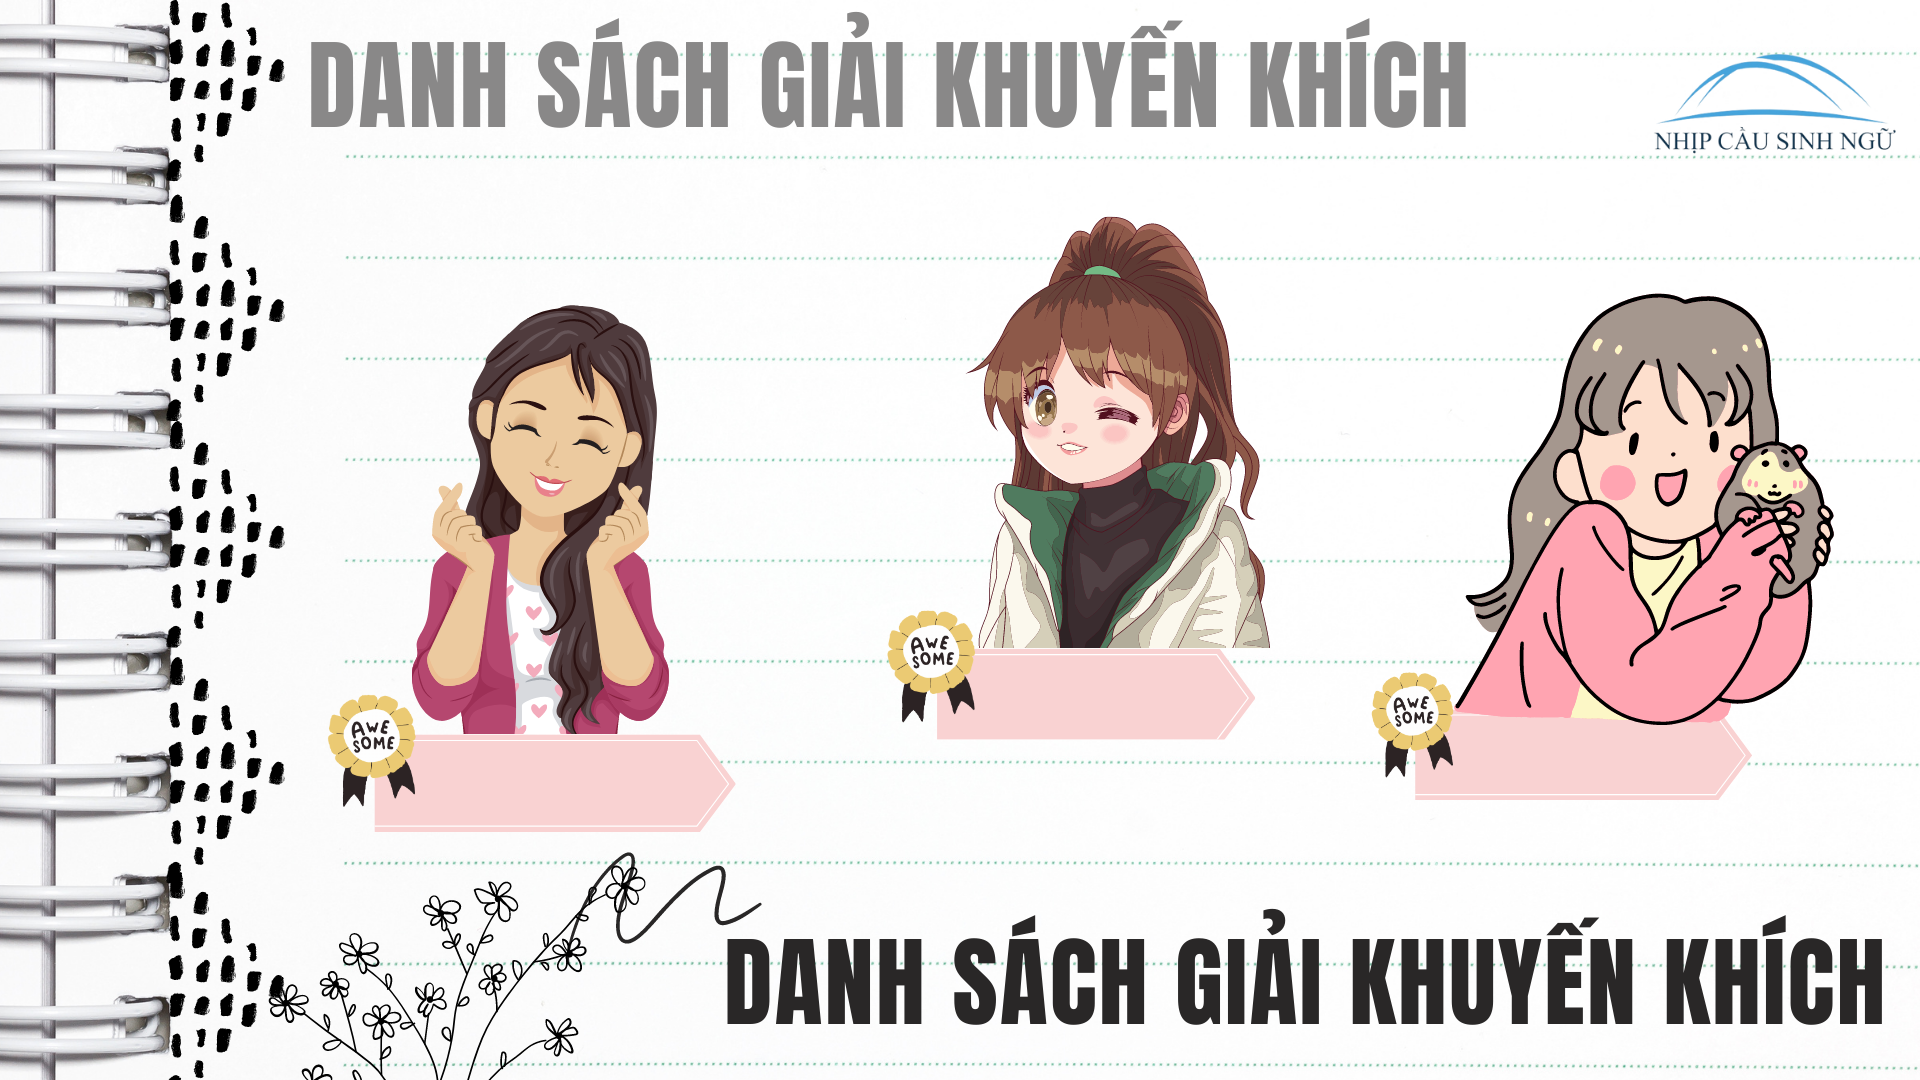 DANH SÁCH GIẢI KHUYẾN KHÍCH
NHỊP CẦU SINH NGỮ
AWE
SOME
AWE
SOME
AWE
SOME
DANH SÁCH GIẢI KHUYẾN KHÍCH